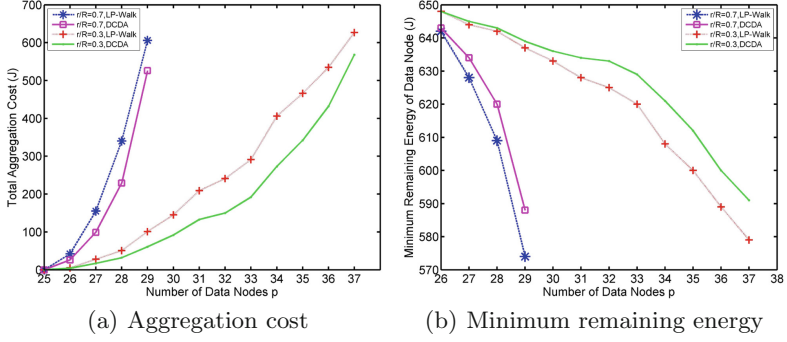 700
600
500
400
300
200
100
0
Total Aggregation Cost (J)
r/R=0.7,LP-Walk
r/R=0.7,DCDA
r/R=0.3,LP-Walk
r/R=0.3,DCDA
25 26 27 28 29 30 31 32 33 34 35 36 37
Number of Data Nodes p
(a) Aggregation cost
650
640
630
620
610
600
590
580
570
Minimum Remaining Energy of Data Node (J)
r/R=0.7,LP-Walk
r/R=0.7,DCDA
r/R=0.3,LP-Walk
r/R=0.3,DCDA
26 27 28 29 30 31 32 33 34 35 36 37 38
Number of Data Nodes p
(b) Minimum remaining energy